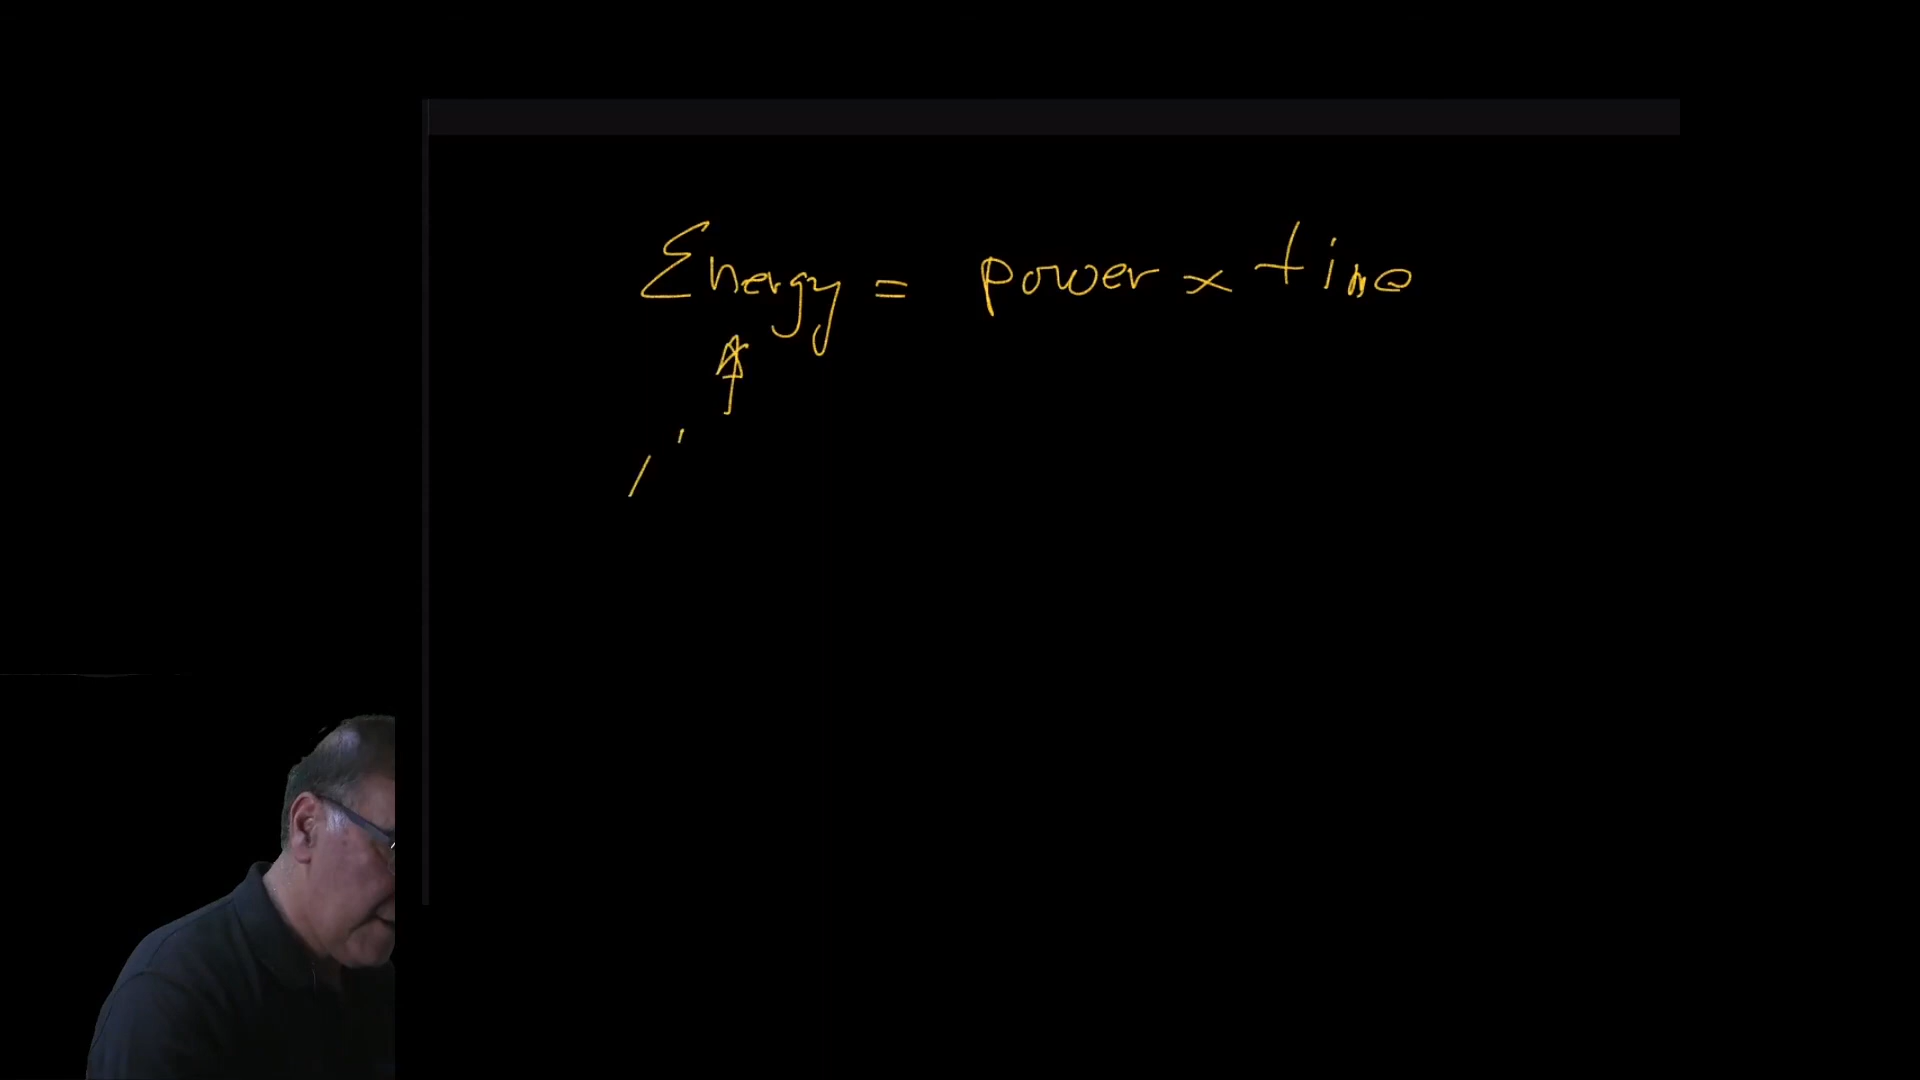 Energy = power × time